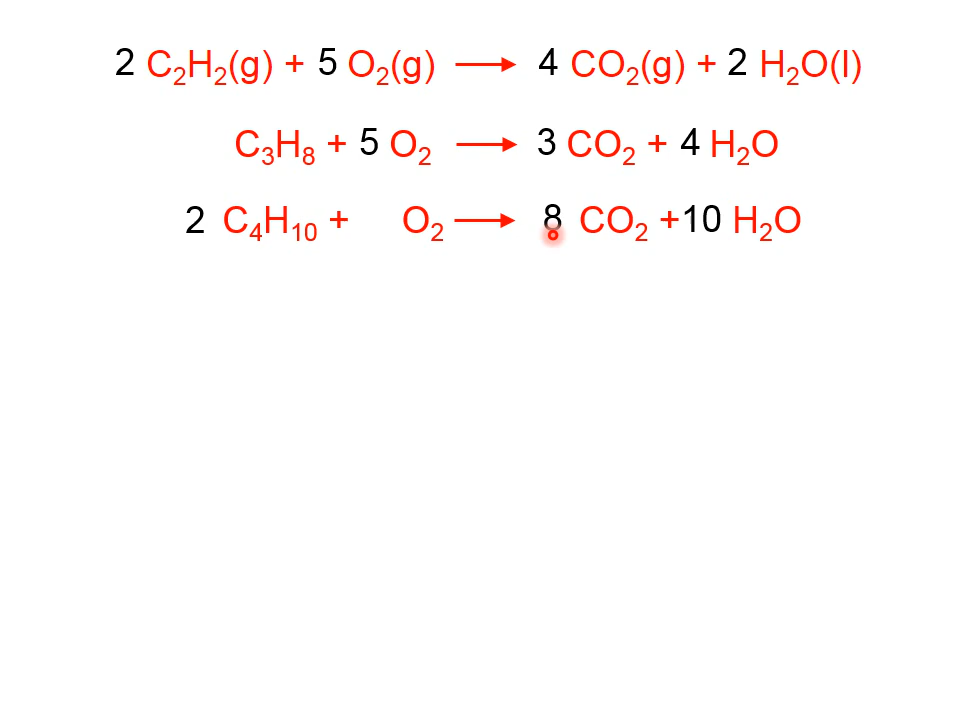 2 C₂H₂(g) + 5 O₂(g) ⟶ 4 CO₂(g) + 2 H₂O(l)
C₃H₈ + 5 O₂ ⟶ 3 CO₂ + 4 H₂O
2 C₄H₁₀ + O₂ ⟶ 8 CO₂ +10 H₂O